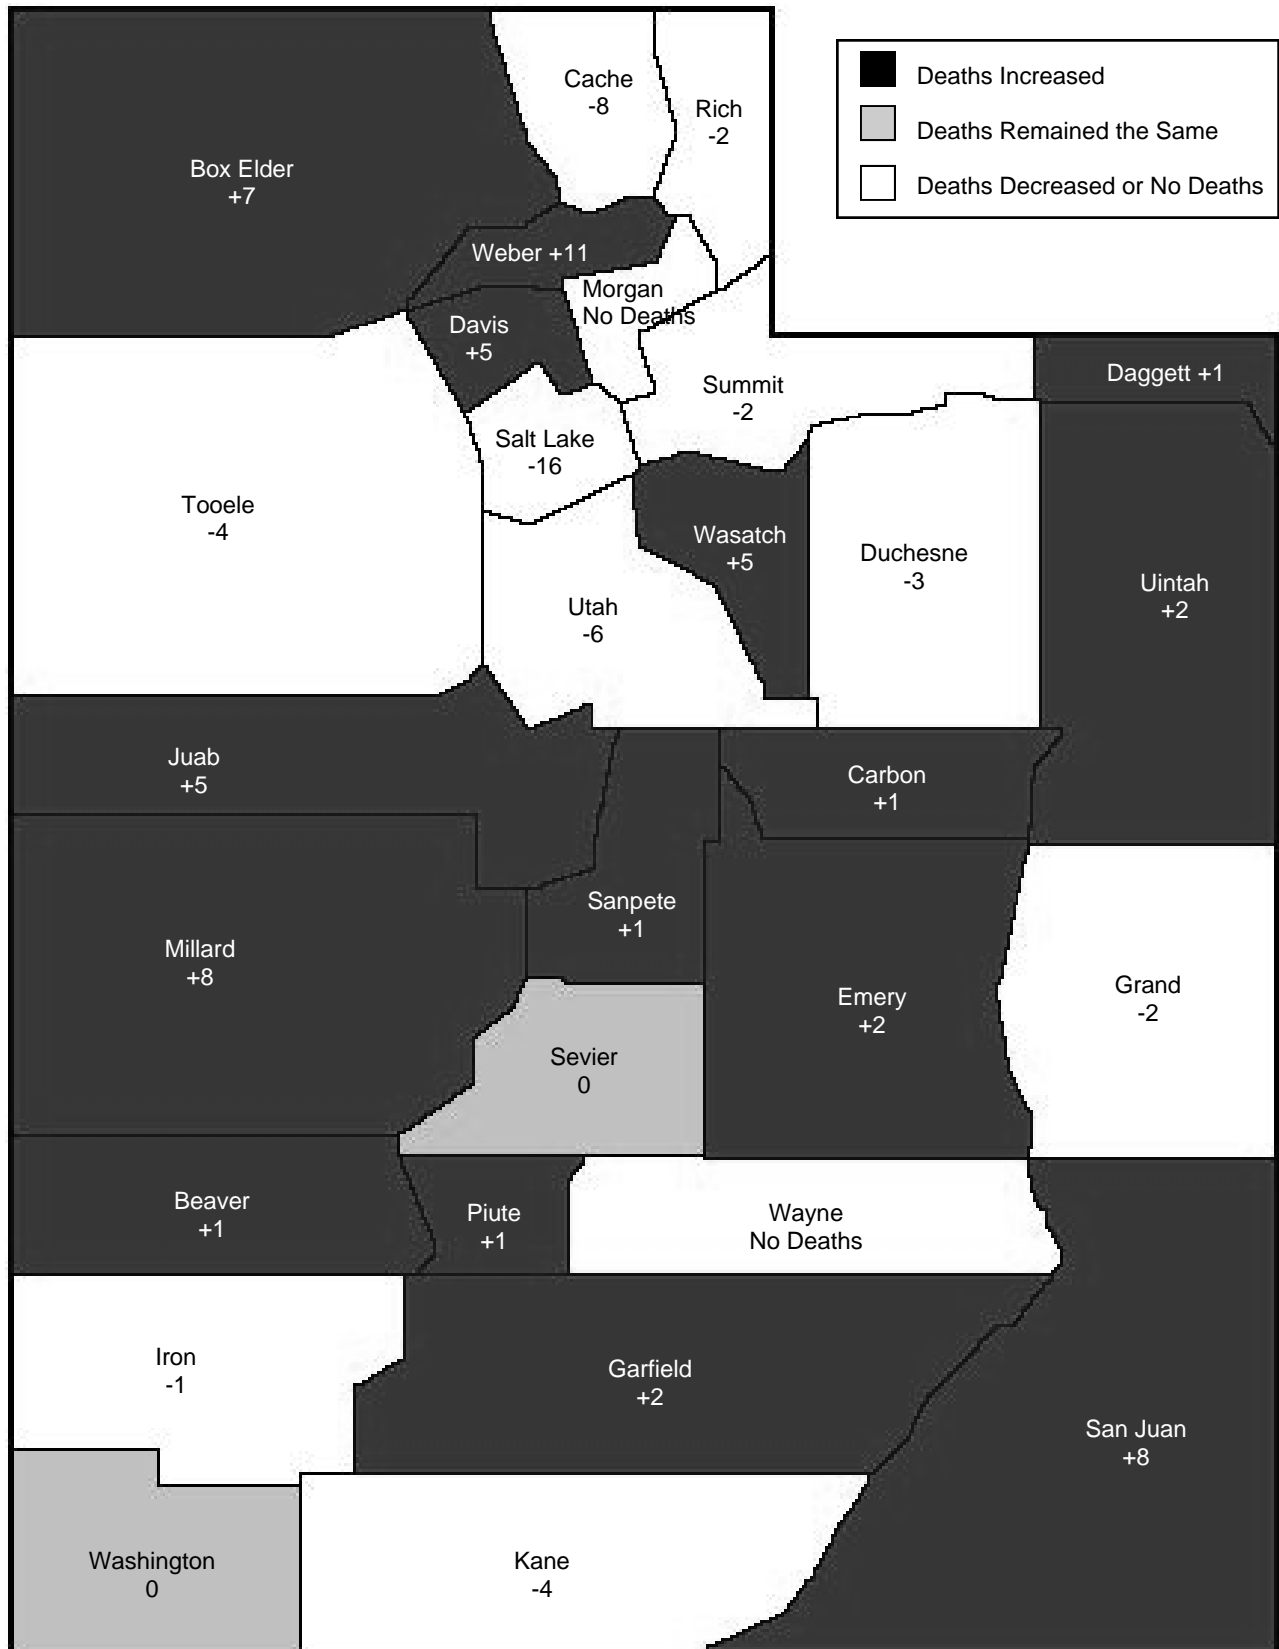 Cache
-8
Rich
-2
Deaths Increased
Deaths Remained the Same
Deaths Decreased or No Deaths
Box Elder
+7
Weber +11
Morgan
No Deaths
Davis
+5
Summit
-2
Daggett +1
Salt Lake
-16
Tooele
-4
Wasatch
+5
Duchesne
-3
Uintah
+2
Utah
-6
Juab
+5
Carbon
+1
Sanpete
+1
Millard
+8
Emery
+2
Grand
-2
Sevier
0
Beaver
+1
Piute
+1
Wayne
No Deaths
Iron
-1
Garfield
+2
San Juan
+8
Washington
0
Kane
-4